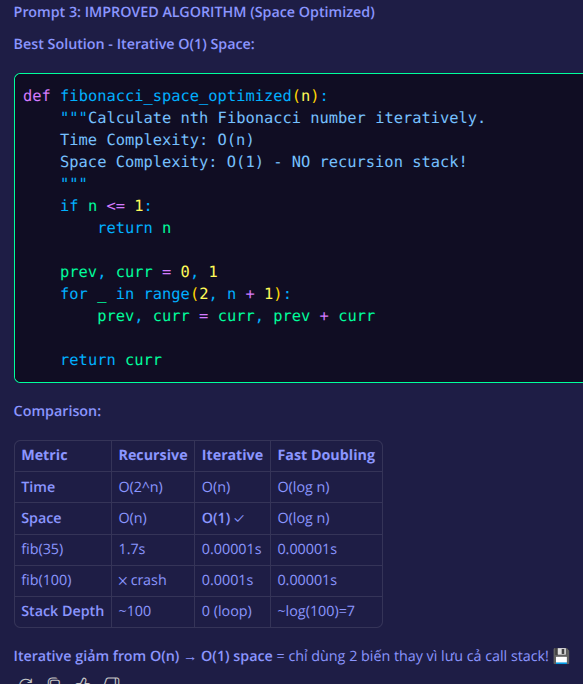 Prompt 3: IMPROVED ALGORITHM (Space Optimized)
Best Solution - Iterative O(1) Space:
def fibonacci_space_optimized(n):
    """Calculate nth Fibonacci number iteratively.
    Time Complexity: O(n)
    Space Complexity: O(1) - NO recursion stack!
    """
    if n <= 1:
        return n
    prev, curr = 0, 1
    for _ in range(2, n + 1):
        prev, curr = curr, prev + curr
    return curr
Comparison:
Metric Recursive Iterative Fast Doubling
Time O(2^n) O(n) O(log n)
Space O(n) O(1) ✓ O(log n)
fib(35) 1.7s 0.00001s 0.00001s
fib(100) × crash 0.0001s 0.00001s
Stack Depth ~100 0 (loop) ~log(100)=7
Iterative giảm from O(n) → O(1) space = chỉ dùng 2 biến thay vì lưu cả call stack! 💾